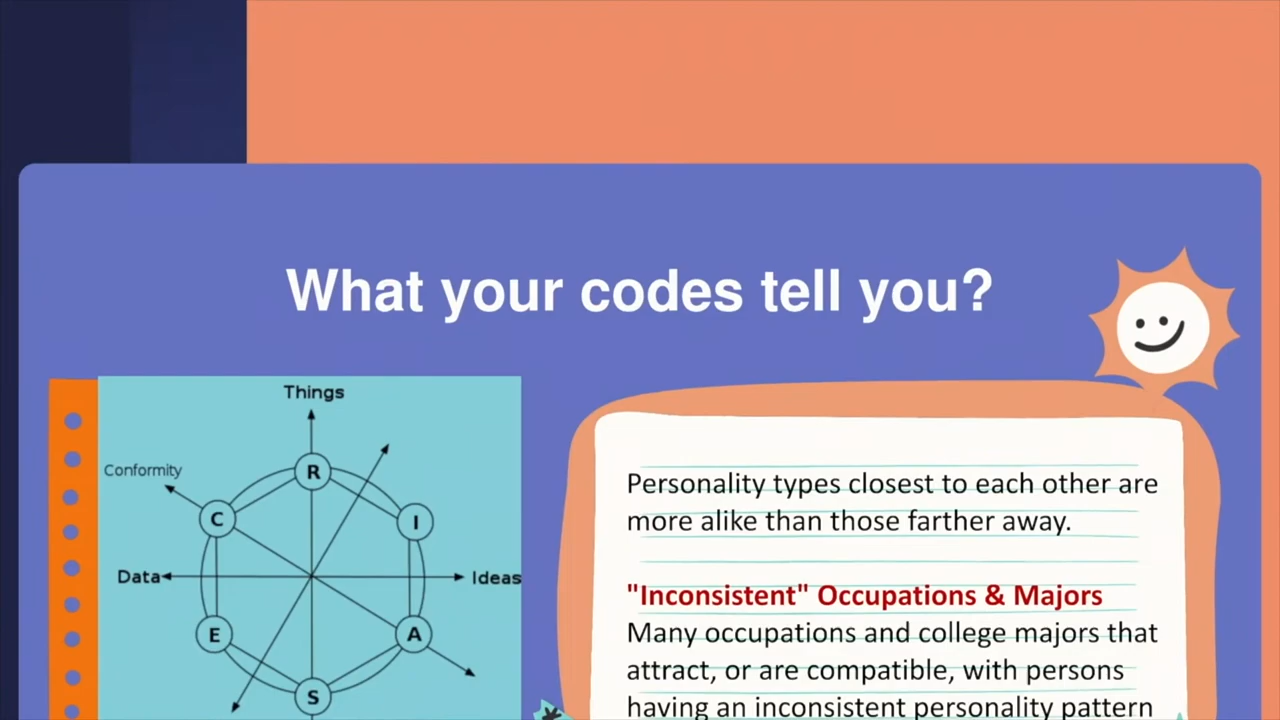 What your codes tell you?
Things
Conformity
R
C
I
Data
Ideas
E
A
S
Personality types closest to each other are
more alike than those farther away.
"Inconsistent" Occupations & Majors
Many occupations and college majors that
attract, or are compatible, with persons
having an inconsistent personality pattern